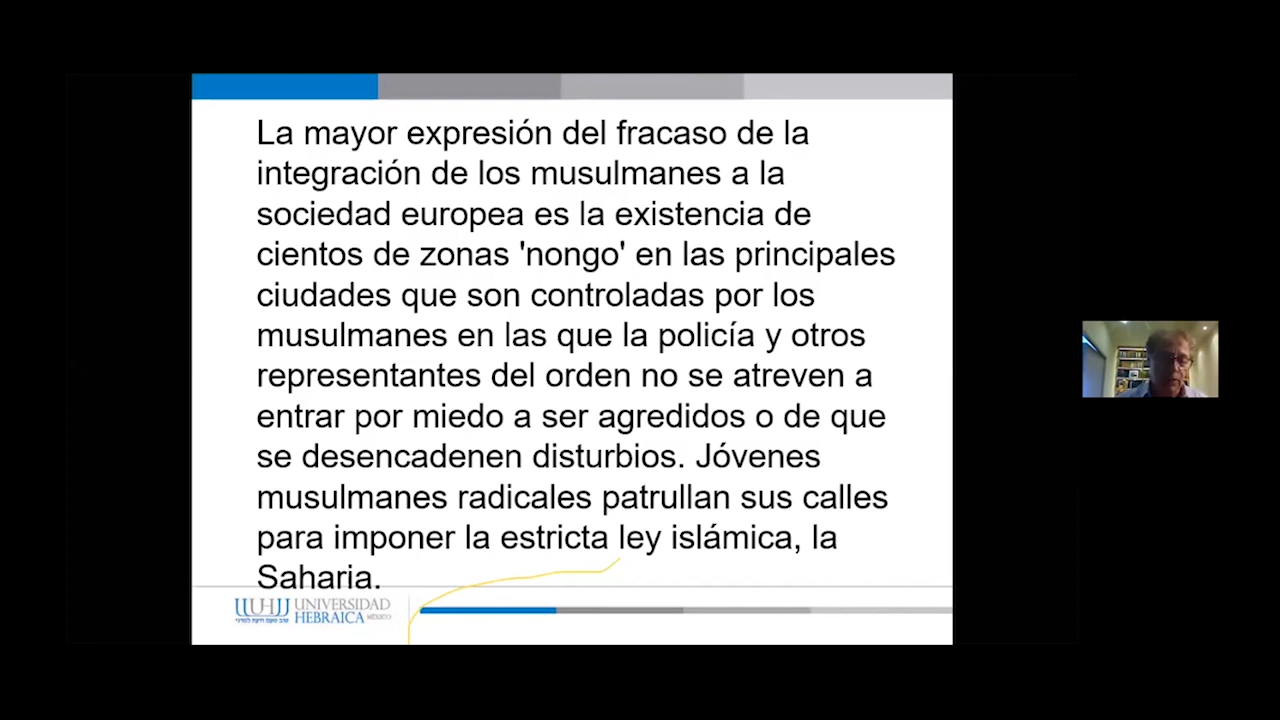 La mayor expresión del fracaso de la
integración de los musulmanes a la
sociedad europea es la existencia de
cientos de zonas 'nongo' en las principales
ciudades que son controladas por los
musulmanes en las que la policía y otros
representantes del orden no se atreven a
entrar por miedo a ser agredidos o de que
se desencadenen disturbios. Jóvenes
musulmanes radicales patrullan sus calles
para imponer la estricta ley islámica, la
Saharia.
UNIVERSIDAD
HEBRAICA MÉXICO